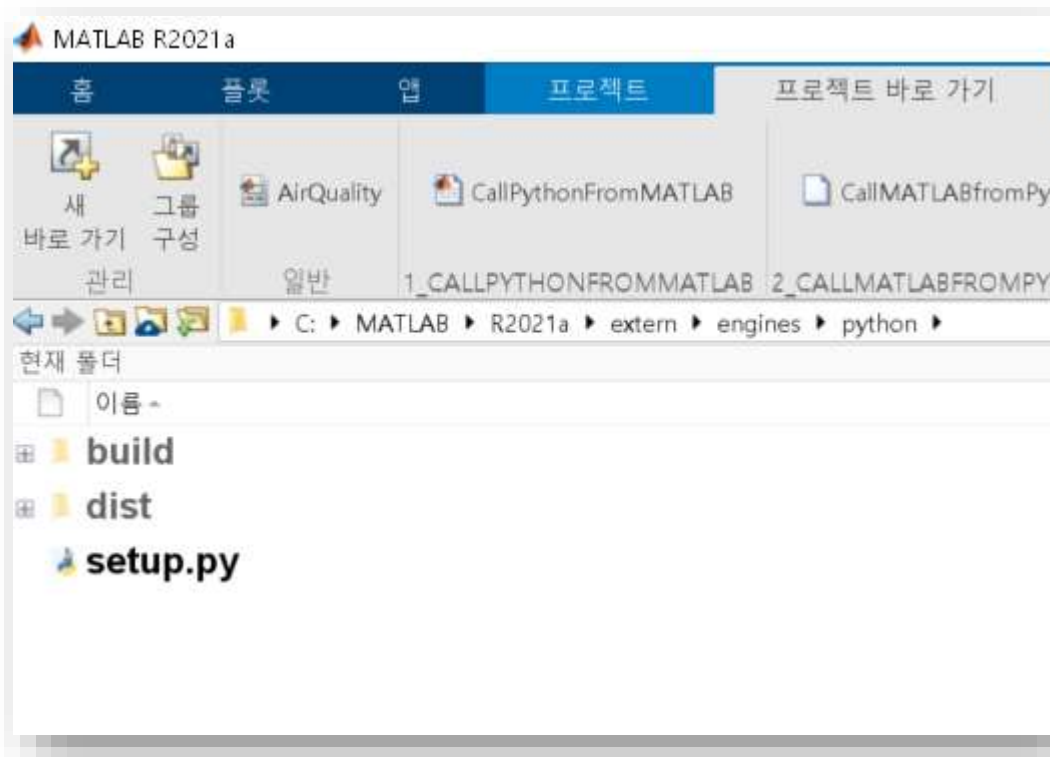 MATLAB R2021a
홈 플롯 앱 프로젝트 프로젝트 바로 가기
새 바로 가기
그룹 구성
AirQuality
CallPythonFromMATLAB
CallMATLABfromPy
관리 일반 1_CALLPYTHONFROMMATLAB 2_CALLMATLABFROMPY
C: MATLAB R2021a extern engines python
현재 폴더
이름
build
dist
setup.py